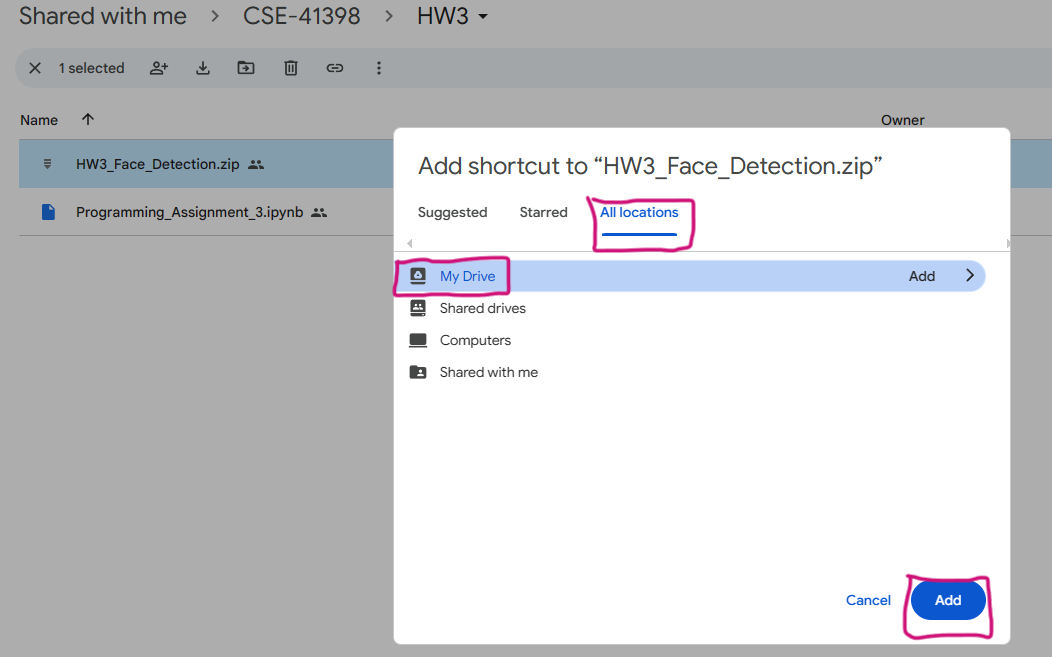 Shared with me > CSE-41398 > HW3
1 selected
Name
Owner
HW3_Face_Detection.zip
Programming_Assignment_3.ipynb
Add shortcut to “HW3_Face_Detection.zip”
Suggested Starred All locations
My Drive Add
Shared drives
Computers
Shared with me
Cancel Add